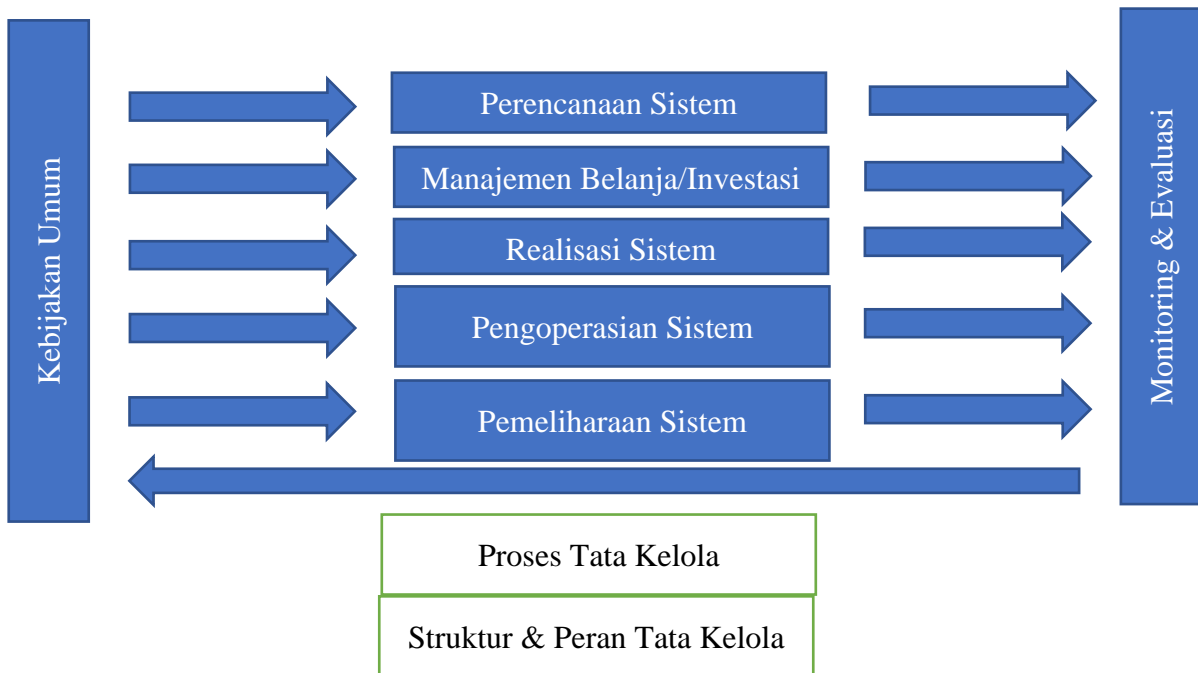 Kebijakan Umum
Perencanaan Sistem
Manajemen Belanja/Investasi
Realisasi Sistem
Pengoperasian Sistem
Pemeliharaan Sistem
Monitoring & Evaluasi
Proses Tata Kelola
Struktur & Peran Tata Kelola